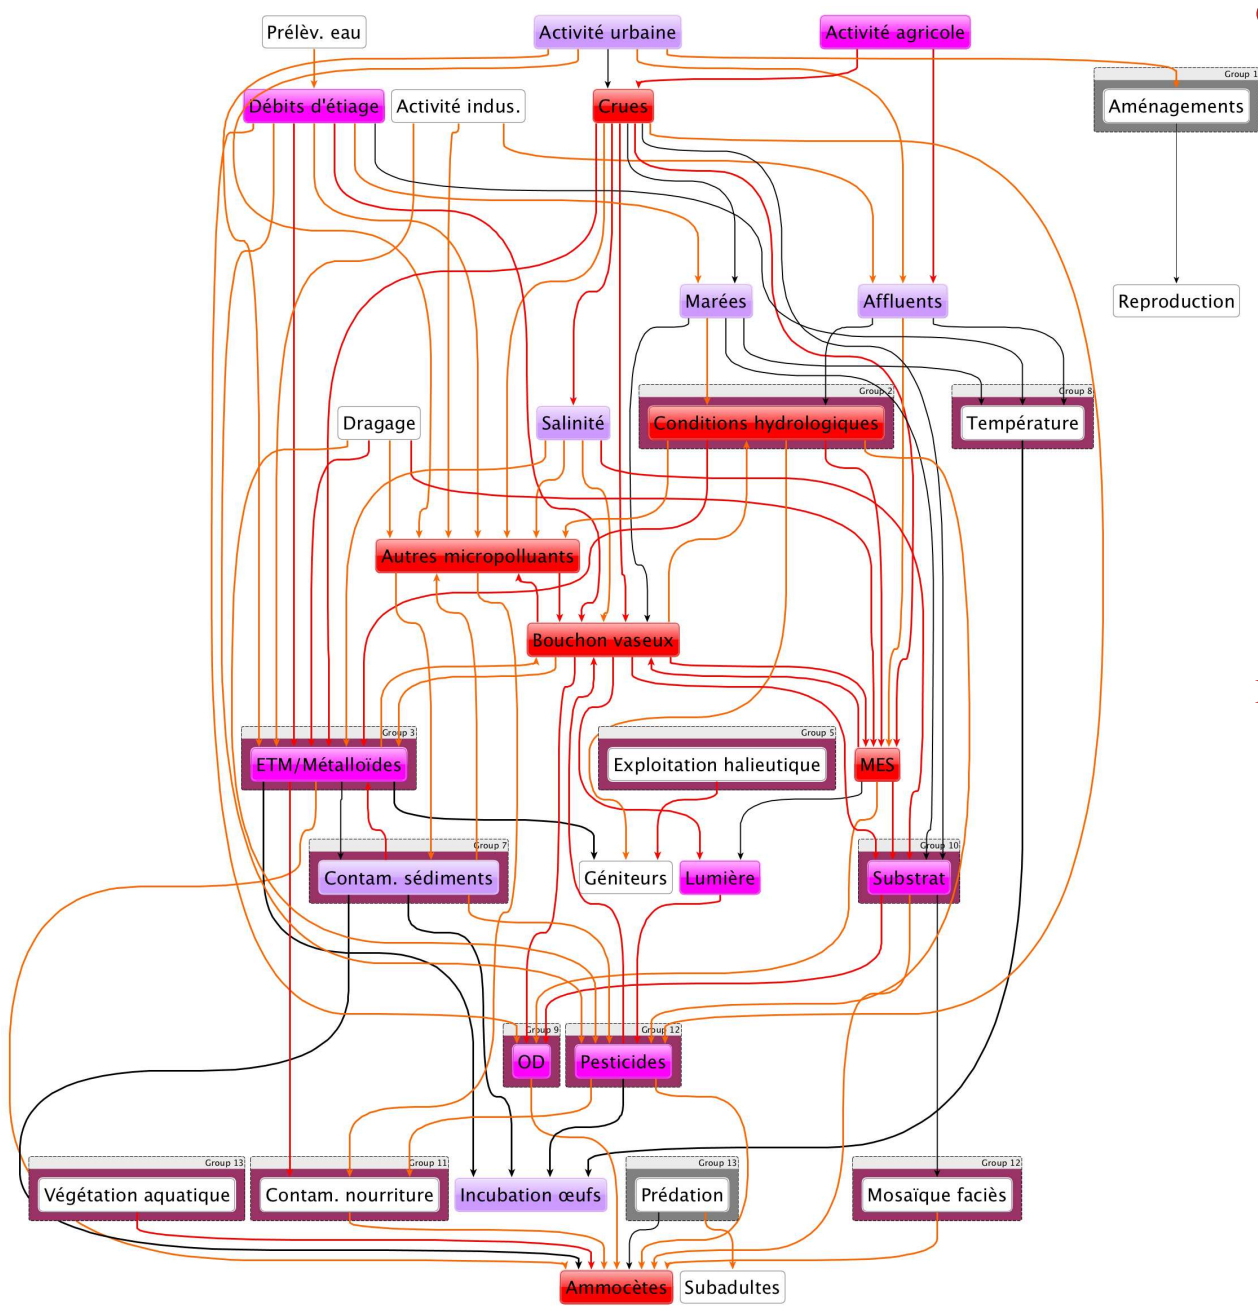 Prélèv. eau
Activité urbaine
Activité agricole
Group 1
Débits d'étiage
Activité indus.
Crues
Aménagements
Marées
Affluents
Reproduction
Group 2
Group 8
Dragage
Salinité
Conditions hydrologiques
Température
Autres micropolluants
Bouchon vaseux
Group 3
Group 5
ETM/Métalloïdes
Exploitation halieutique
MES
Group 7
Group 10
Contam. sédiments
Géniteurs
Lumière
Substrat
Group 9
Group 12
OD
Pesticides
Group 13
Group 11
Group 13
Group 12
Végétation aquatique
Contam. nourriture
Incubation œufs
Prédation
Mosaïque faciès
Ammocètes
Subadultes